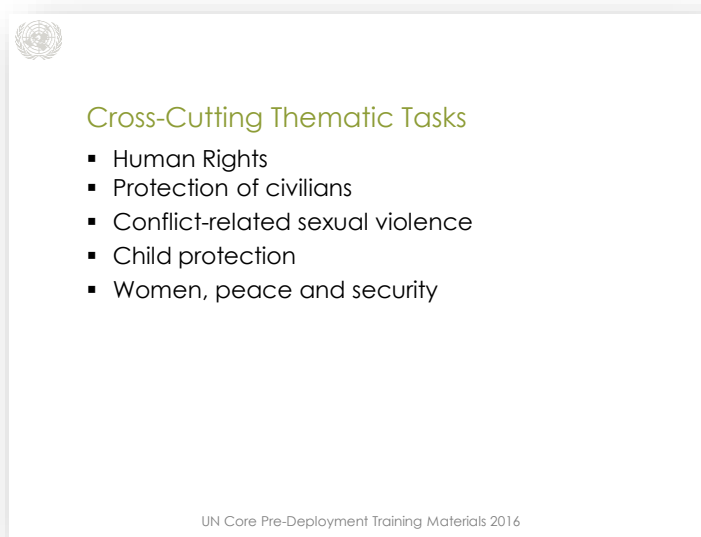 Cross-Cutting Thematic Tasks
▪ Human Rights
▪ Protection of civilians
▪ Conflict-related sexual violence
▪ Child protection
▪ Women, peace and security
UN Core Pre-Deployment Training Materials 2016